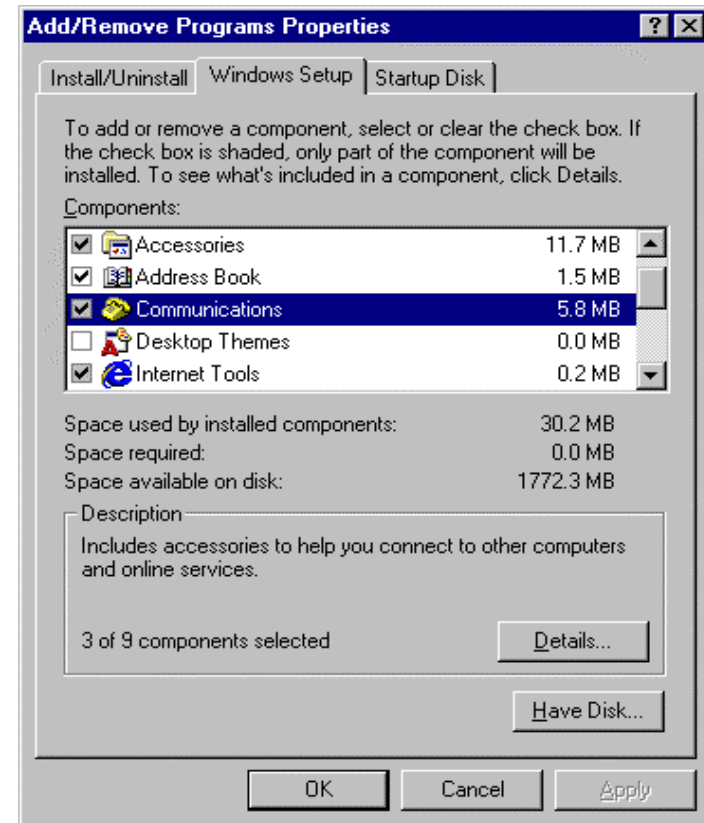 Add/Remove Programs Properties
Install/Uninstall Windows Setup Startup Disk
To add or remove a component, select or clear the check box. If
the check box is shaded, only part of the component will be
installed. To see what's included in a component, click Details.
Components:
Accessories 11.7 MB
Address Book 1.5 MB
Communications 5.8 MB
Desktop Themes 0.0 MB
Internet Tools 0.2 MB
Space used by installed components: 30.2 MB
Space required: 0.0 MB
Space available on disk: 1772.3 MB
Description
Includes accessories to help you connect to other computers
and online services.
3 of 9 components selected Details...
Have Disk...
OK Cancel Apply